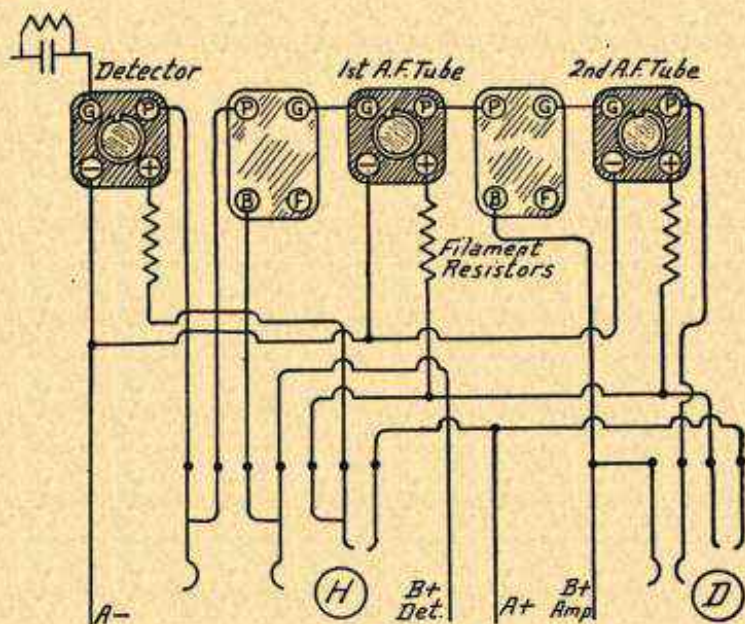 Detector
1st A.F. Tube
2nd A.F. Tube
G P
P G
G P
P G
G P
− +
B F
− +
B F
− +
Filament
Resistors
H
D
A−
B+
Det.
A+
B+
Amp.